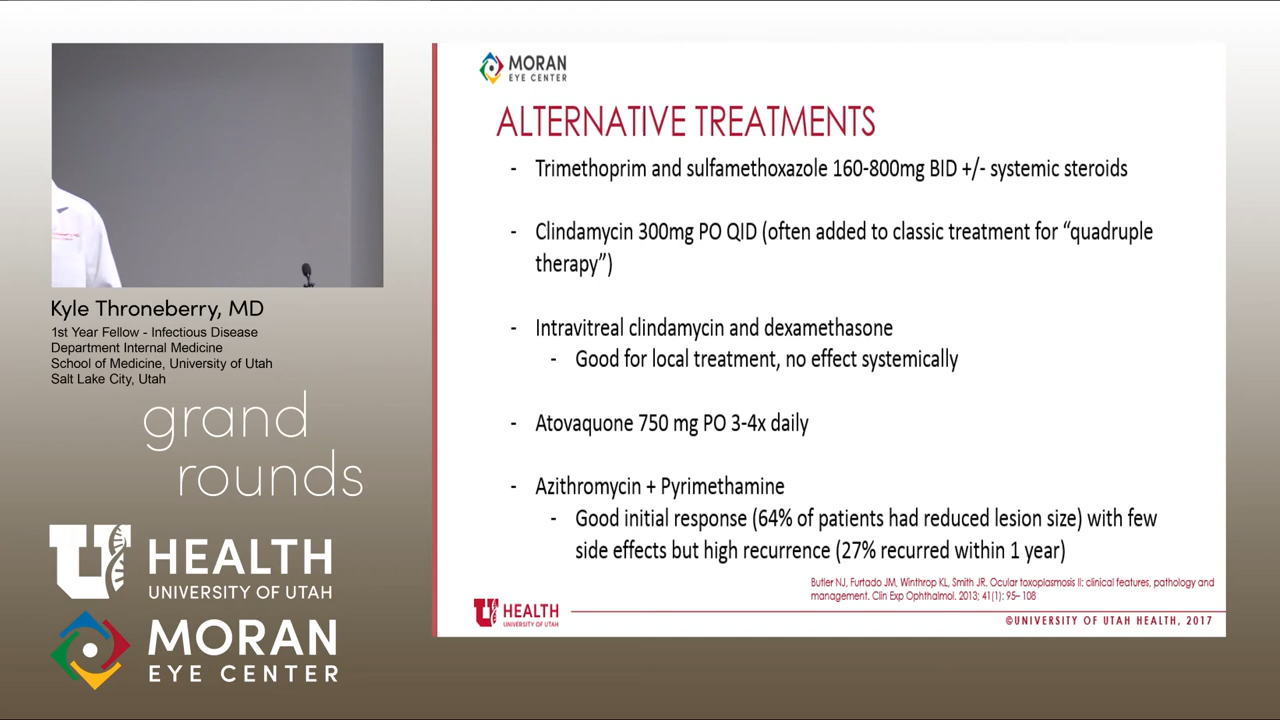 MORAN
EYE CENTER
ALTERNATIVE TREATMENTS
- Trimethoprim and sulfamethoxazole 160-800mg BID +/- systemic steroids
- Clindamycin 300mg PO QID (often added to classic treatment for “quadruple
therapy”)
- Intravitreal clindamycin and dexamethasone
- Good for local treatment, no effect systemically
- Atovaquone 750 mg PO 3-4x daily
- Azithromycin + Pyrimethamine
- Good initial response (64% of patients had reduced lesion size) with few
side effects but high recurrence (27% recurred within 1 year)
Butler NJ, Furtado JM, Winthrop KL, Smith JR. Ocular toxoplasmosis II: clinical features, pathology and
management. Clin Exp Ophthalmol. 2013; 41(1): 95– 108
U HEALTH
UNIVERSITY OF UTAH
©UNIVERSITY OF UTAH HEALTH, 2017
Kyle Throneberry, MD
1st Year Fellow - Infectious Disease
Department Internal Medicine
School of Medicine, University of Utah
Salt Lake City, Utah
grand
rounds
U HEALTH
UNIVERSITY OF UTAH
MORAN
EYE CENTER